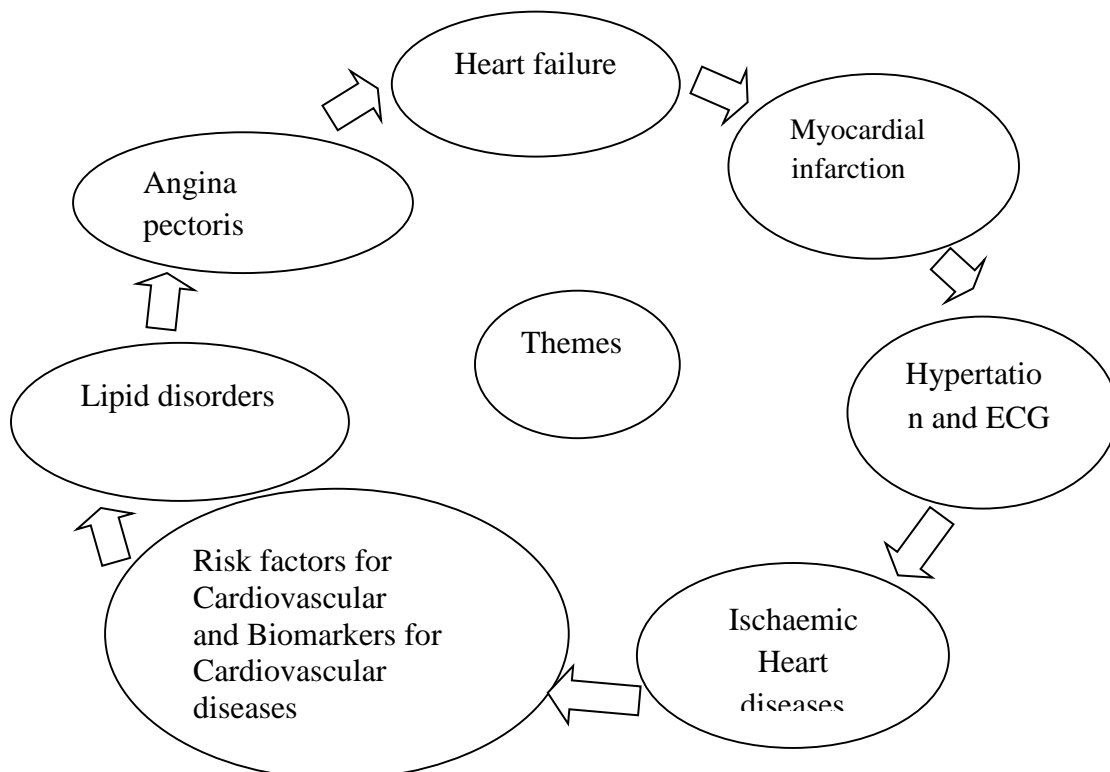 Heart failure
Myocardial
infarction
Angina
pectoris
Themes
Hypertatio
n and ECG
Lipid disorders
Risk factors for
Cardiovascular
and Biomarkers for
Cardiovascular
diseases
Ischaemic
Heart
diseases